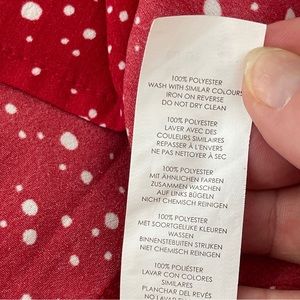 100% POLYESTER
WASH WITH SIMILAR COLOURS
IRON ON REVERSE
DO NOT DRY CLEAN
100% POLYESTER
LAVER AVEC DES
COULEURS SIMILAIRES
REPASSER À L'ENVERS
NE PAS NETTOYER À SEC
100% POLYESTER
MIT ÄHNLICHEN FARBEN
ZUSAMMEN WASCHEN
AUF LINKS BÜGELN
NICHT CHEMISCH REINIGEN
100% POLYESTER
MET SOORTGELIJKE KLEUREN
WASSEN
BINNENSTEBUITEN STRIJKEN
NIET CHEMISCH REINIGEN
100% POLIÉSTER
LAVAR CON COLORES
SIMILARES
PLANCHAR DEL REVÉS
NO LAVAR